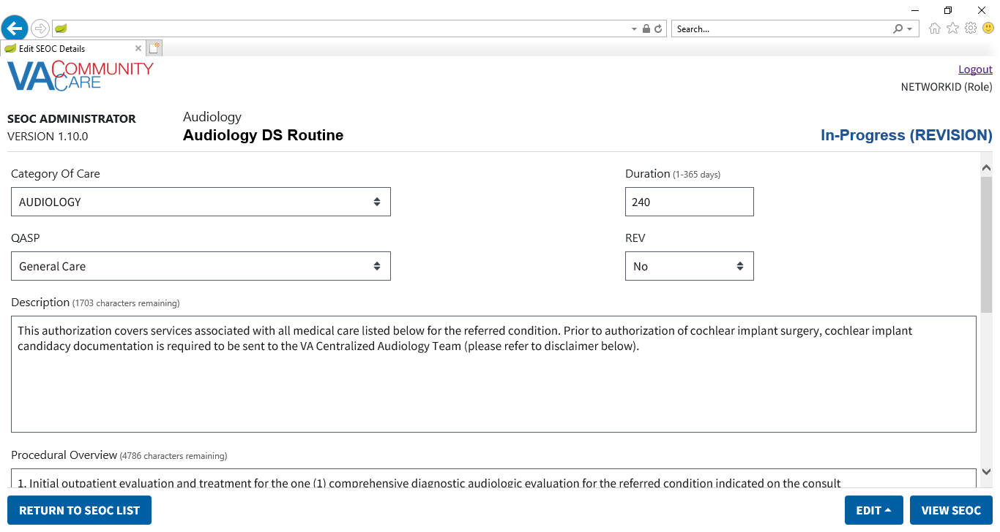 Search...
Edit SEOC Details
VA COMMUNITY CARE
Logout
NETWORKID (Role)
SEOC ADMINISTRATOR
VERSION 1.10.0
Audiology
Audiology DS Routine
In-Progress (REVISION)
Category Of Care
Duration (1-365 days)
AUDIOLOGY
240
QASP
REV
General Care
No
Description (1703 characters remaining)
This authorization covers services associated with all medical care listed below for the referred condition. Prior to authorization of cochlear implant surgery, cochlear implant
candidacy documentation is required to be sent to the VA Centralized Audiology Team (please refer to disclaimer below).
Procedural Overview (4786 characters remaining)
1. Initial outpatient evaluation and treatment for the one (1) comprehensive diagnostic audiologic evaluation for the referred condition indicated on the consult
RETURN TO SEOC LIST
EDIT
VIEW SEOC